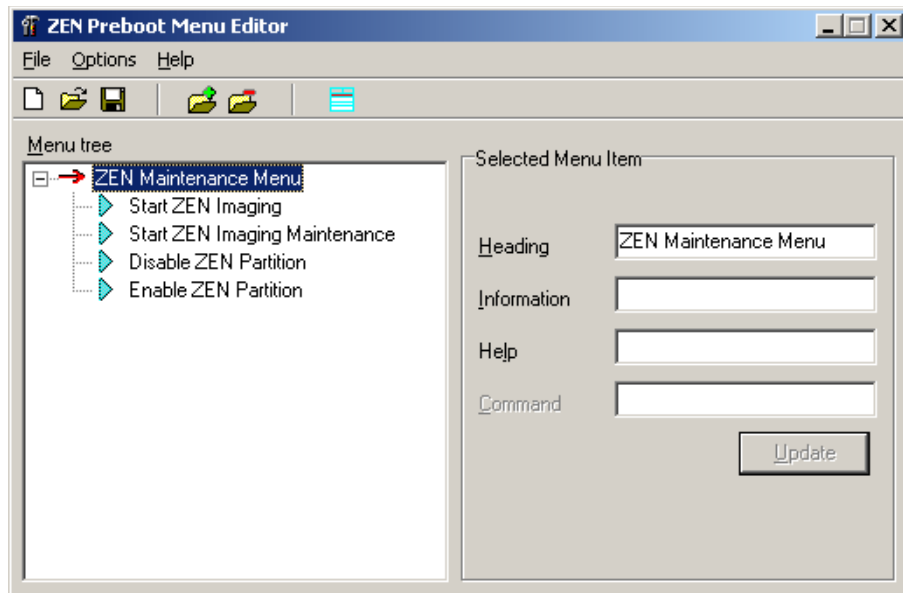 ZEN Preboot Menu Editor
File Options Help
Menu tree
ZEN Maintenance Menu
Start ZEN Imaging
Start ZEN Imaging Maintenance
Disable ZEN Partition
Enable ZEN Partition
Selected Menu Item
Heading ZEN Maintenance Menu
Information
Help
Command
Update